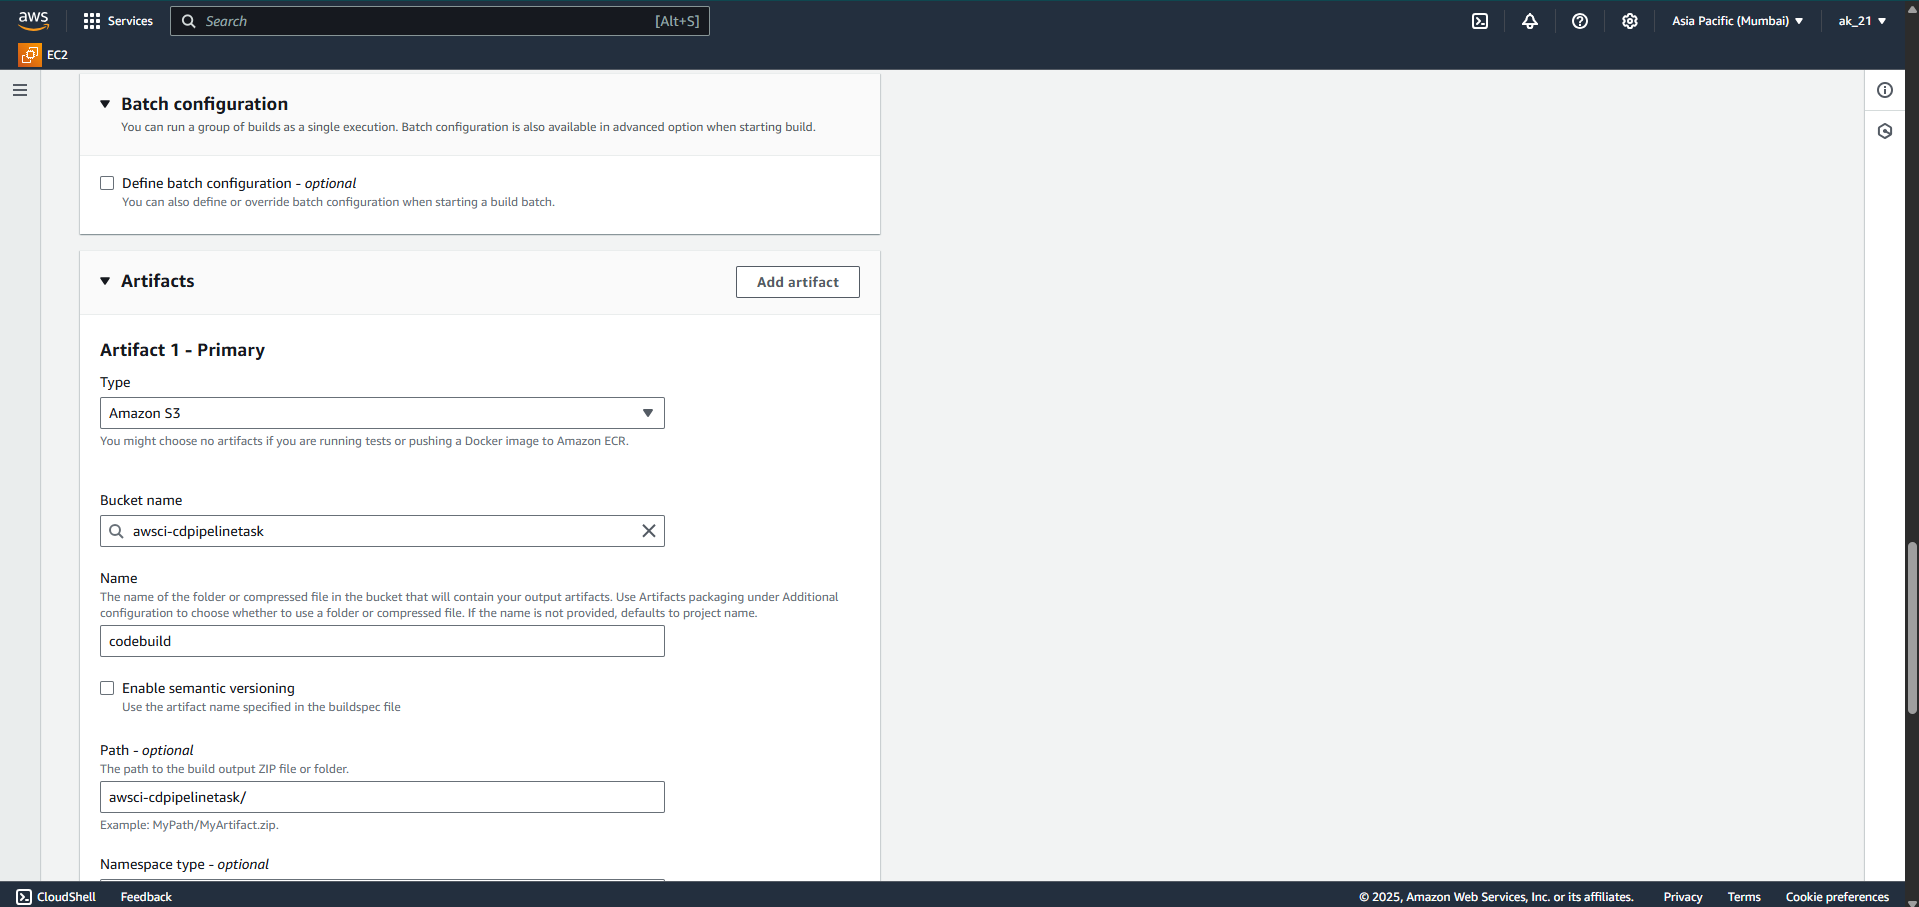 aws
Services
Search
[Alt+S]
Asia Pacific (Mumbai)
ak_21
EC2
Batch configuration
You can run a group of builds as a single execution. Batch configuration is also available in advanced option when starting build.
Define batch configuration - optional
You can also define or override batch configuration when starting a build batch.
Artifacts
Add artifact
Artifact 1 - Primary
Type
Amazon S3
You might choose no artifacts if you are running tests or pushing a Docker image to Amazon ECR.
Bucket name
awsci-cdpipelinetask
Name
The name of the folder or compressed file in the bucket that will contain your output artifacts. Use Artifacts packaging under Additional
configuration to choose whether to use a folder or compressed file. If the name is not provided, defaults to project name.
codebuild
Enable semantic versioning
Use the artifact name specified in the buildspec file
Path - optional
The path to the build output ZIP file or folder.
awsci-cdpipelinetask/
Example: MyPath/MyArtifact.zip.
Namespace type - optional
CloudShell
Feedback
© 2025, Amazon Web Services, Inc. or its affiliates.
Privacy
Terms
Cookie preferences